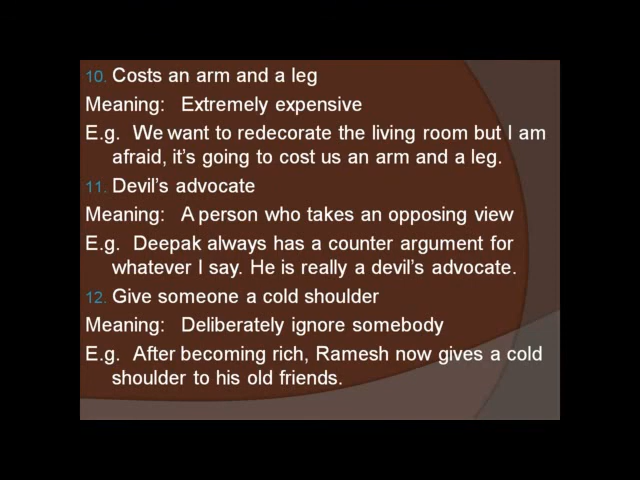 10. Costs an arm and a leg
Meaning: Extremely expensive
E.g. We want to redecorate the living room but I am
afraid, it's going to cost us an arm and a leg.
11. Devil's advocate
Meaning: A person who takes an opposing view
E.g. Deepak always has a counter argument for
whatever I say. He is really a devil's advocate.
12. Give someone a cold shoulder
Meaning: Deliberately ignore somebody
E.g. After becoming rich, Ramesh now gives a cold
shoulder to his old friends.